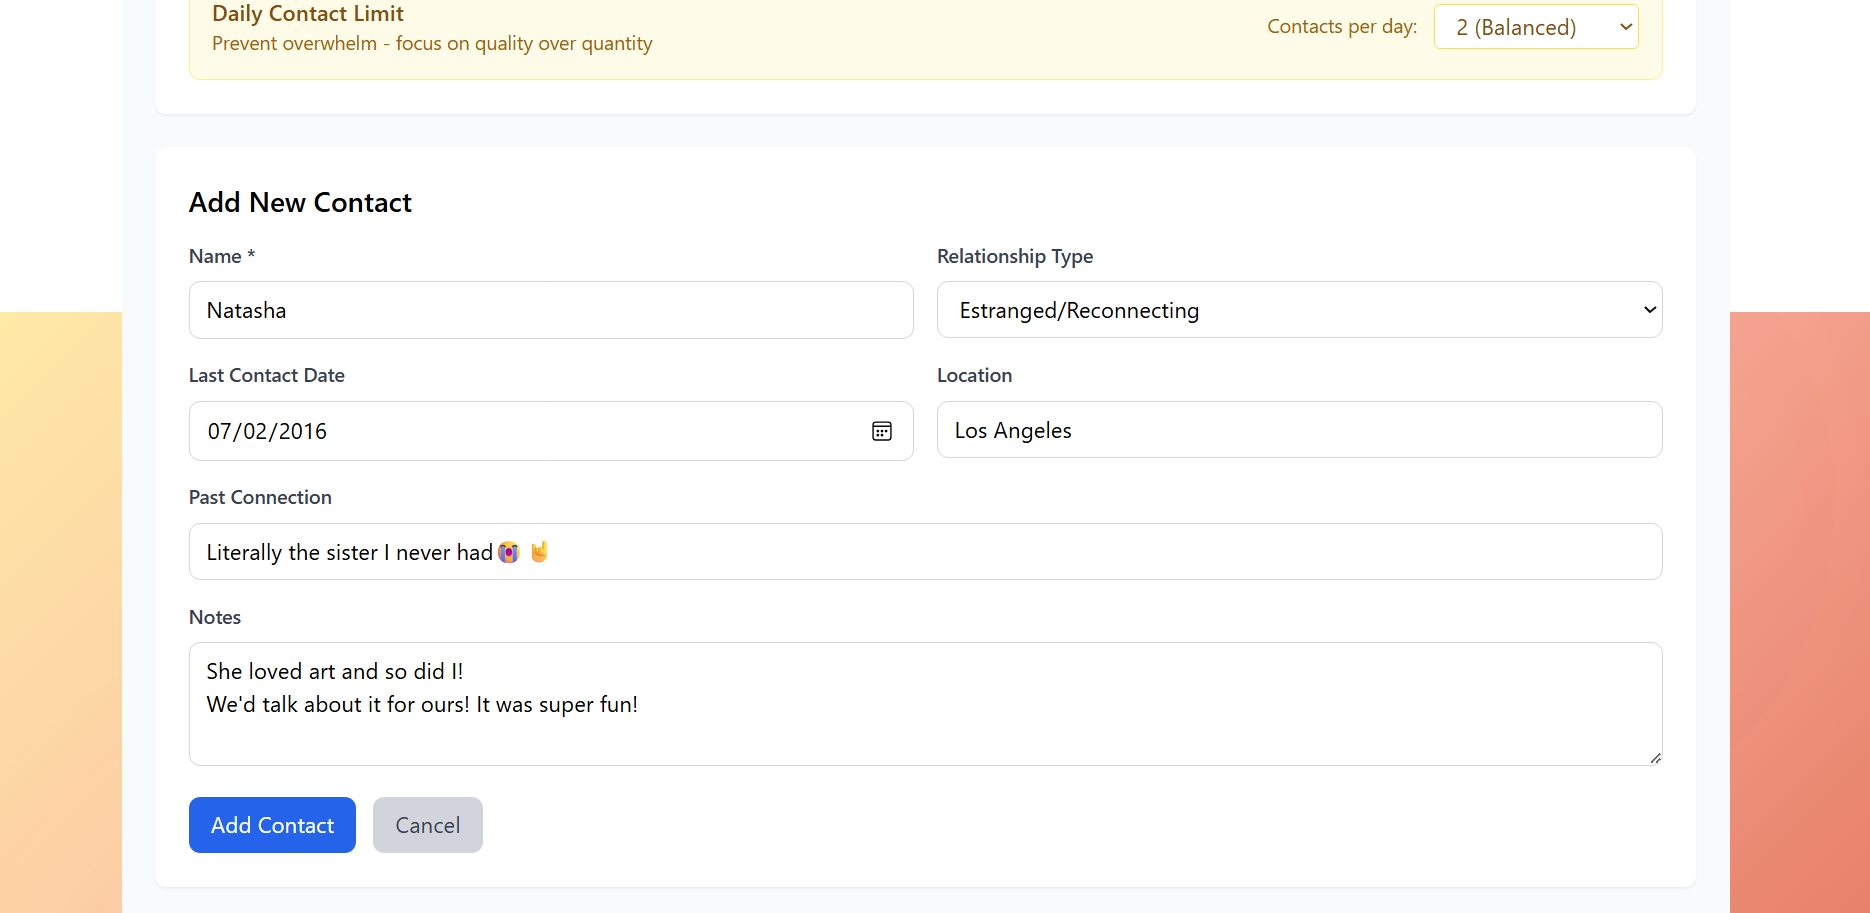 Daily Contact Limit
Prevent overwhelm - focus on quality over quantity
Contacts per day:
2 (Balanced)
Add New Contact
Name *
Natasha
Relationship Type
Estranged/Reconnecting
Last Contact Date
07/02/2016
Location
Los Angeles
Past Connection
Literally the sister I never had😭 🤘
Notes
She loved art and so did I!
We'd talk about it for ours! It was super fun!
Add Contact
Cancel